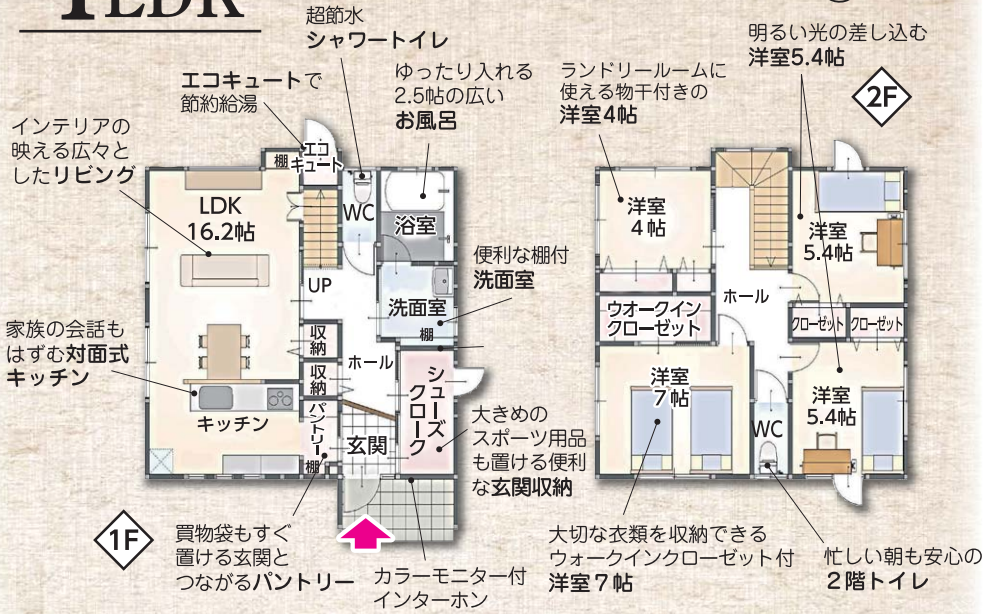 LDK
超節水
シャワートイレ
エコキュートで
節約給湯
ゆったり入れる
2.5帖の広い
お風呂
インテリアの
映える広々と
したリビング
家族の会話も
はずむ対面式
キッチン
棚
エコ
キュート
LDK
16.2帖
WC
浴室
UP
洗面室
棚
収納
収納
ホール
シューズ
クローク
キッチン
パントリー
棚
玄関
便利な棚付
洗面室
大きめの
スポーツ用品
も置ける便利
な玄関収納
1F
買物袋もすぐ
置ける玄関と
つながるパントリー
カラーモニター付
インターホン
ランドリールームに
使える物干付きの
洋室4帖
明るい光の差し込む
洋室5.4帖
2F
洋室
4帖
洋室
5.4帖
ホール
ウオークイン
クローゼット
クローゼット
クローゼット
洋室
7帖
WC
洋室
5.4帖
大切な衣類を収納できる
ウォークインクローゼット付
洋室7帖
忙しい朝も安心の
2階トイレ